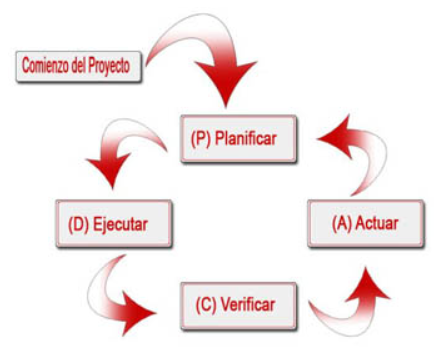 Comienzo del Proyecto
(P) Planificar
(D) Ejecutar
(A) Actuar
(C) Verificar